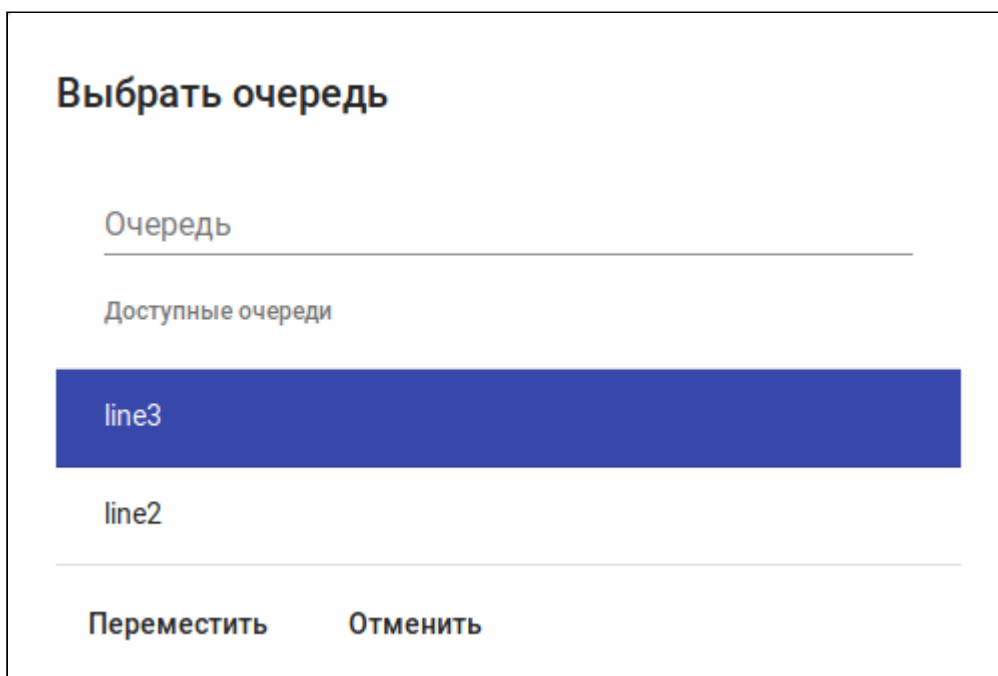 Выбрать очередь
Очередь
Доступные очереди
line3
line2
Переместить Отменить